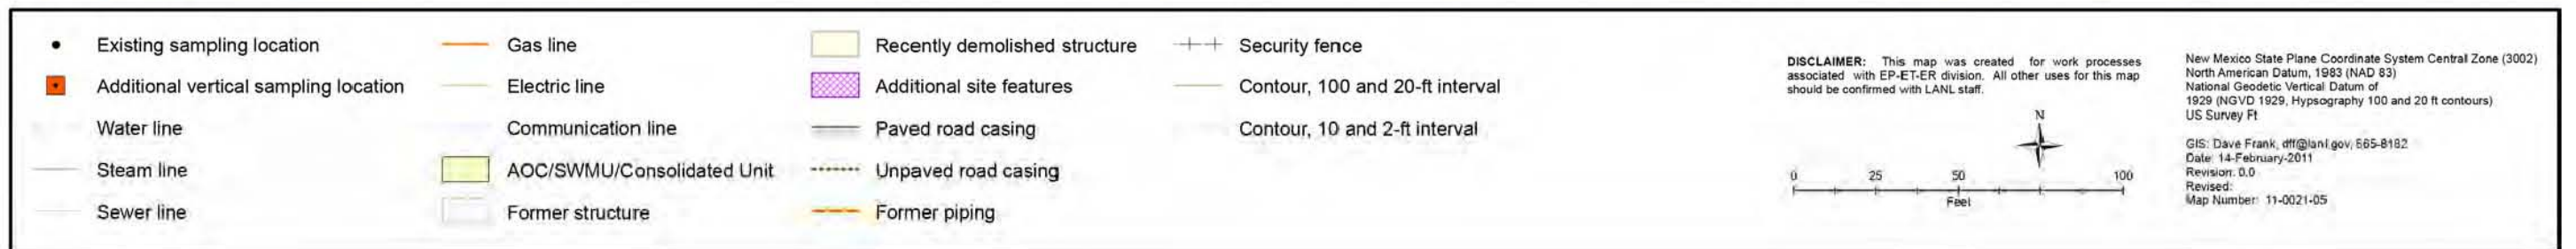 Existing sampling location
Additional vertical sampling location
Water line
Steam line
Sewer line
Gas line
Electric line
Communication line
AOC/SWMU/Consolidated Unit
Former structure
Recently demolished structure
Additional site features
Paved road casing
Unpaved road casing
Former piping
Security fence
Contour, 100 and 20-ft interval
Contour, 10 and 2-ft interval
DISCLAIMER: This map was created for work processes
associated with EP-ET-ER division. All other uses for this map
should be confirmed with LANL staff.
N
0 25 50 100
Feet
New Mexico State Plane Coordinate System Central Zone (3002)
North American Datum, 1983 (NAD 83)
National Geodetic Vertical Datum of
1929 (NGVD 1929, Hypsography 100 and 20 ft contours)
US Survey Ft
GIS: Dave Frank, dff@lanl.gov, 665-8182
Date: 14-February-2011
Revision: 0.0
Revised:
Map Number: 11-0021-05